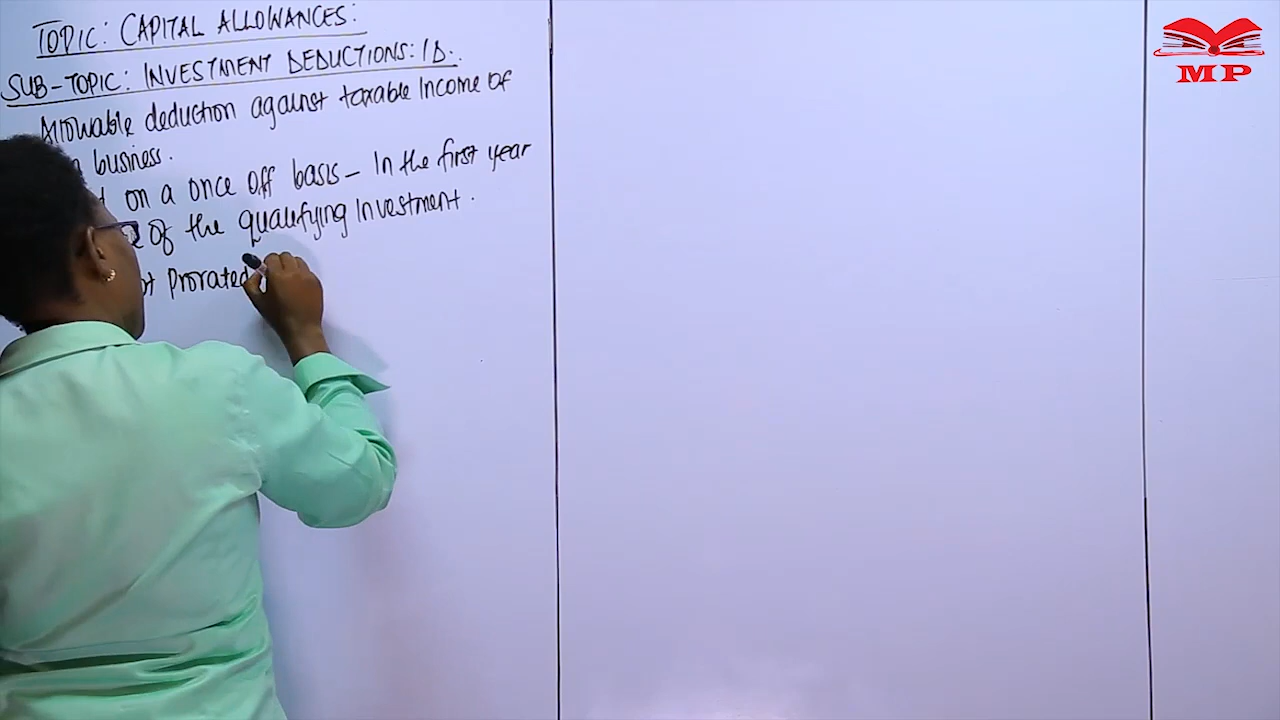 TOPIC: CAPITAL ALLOWANCES:
SUB-TOPIC: INVESTMENT DEDUCTIONS: ID.
Allowable deduction against taxable income of
business.
on a once off basis - In the first year
of the qualifying investment.
Prorated
MP